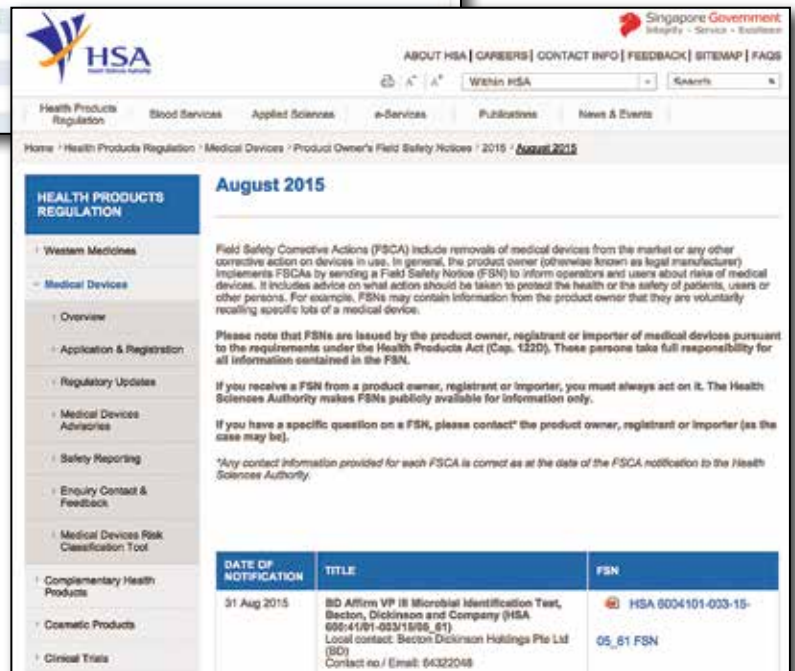 Singapore Government
Integrity · Service · Excellence
HSA
Health Sciences Authority
ABOUT HSA | CAREERS | CONTACT INFO | FEEDBACK | SITEMAP | FAQS
A- A+ Within HSA Search
Health Products Regulation Blood Services Applied Sciences e-Services Publications News & Events
Home › Health Products Regulation › Medical Devices › Product Owner's Field Safety Notices › 2015 › August 2015
HEALTH PRODUCTS
REGULATION
Western Medicines
Medical Devices
Overview
Application & Registration
Regulatory Updates
Medical Devices
Advisories
Safety Reporting
Enquiry Contact &
Feedback
Medical Devices Risk
Classification Tool
Complementary Health
Products
Cosmetic Products
Clinical Trials
August 2015
Field Safety Corrective Actions (FSCA) include removals of medical devices from the market or any other
corrective action on devices in use. In general, the product owner (otherwise known as legal manufacturer)
implements FSCAs by sending a Field Safety Notice (FSN) to inform operators and users about risks of medical
devices. It includes advice on what action should be taken to protect the health or the safety of patients, users or
other persons. For example, FSNs may contain information from the product owner that they are voluntarily
recalling specific lots of a medical device.
Please note that FSNs are issued by the product owner, registrant or importer of medical devices pursuant
to the requirements under the Health Products Act (Cap. 122D). These persons take full responsibility for
all information contained in the FSN.
If you receive a FSN from a product owner, registrant or importer, you must always act on it. The Health
Sciences Authority makes FSNs publicly available for information only.
If you have a specific question on a FSN, please contact* the product owner, registrant or importer (as the
case may be).
*Any contact information provided for each FSCA is correct as at the date of the FSCA notification to the Health
Sciences Authority.
DATE OF
NOTIFICATION TITLE FSN
31 Aug 2015 BD Affirm VP III Microbial Identification Test,
Becton, Dickinson and Company (HSA
600:41/01-003/15/05_61)
Local contact: Becton Dickinson Holdings Pte Ltd
(BD)
Contact no / Email: 64322048
HSA 6004101-003-15-
05_61 FSN